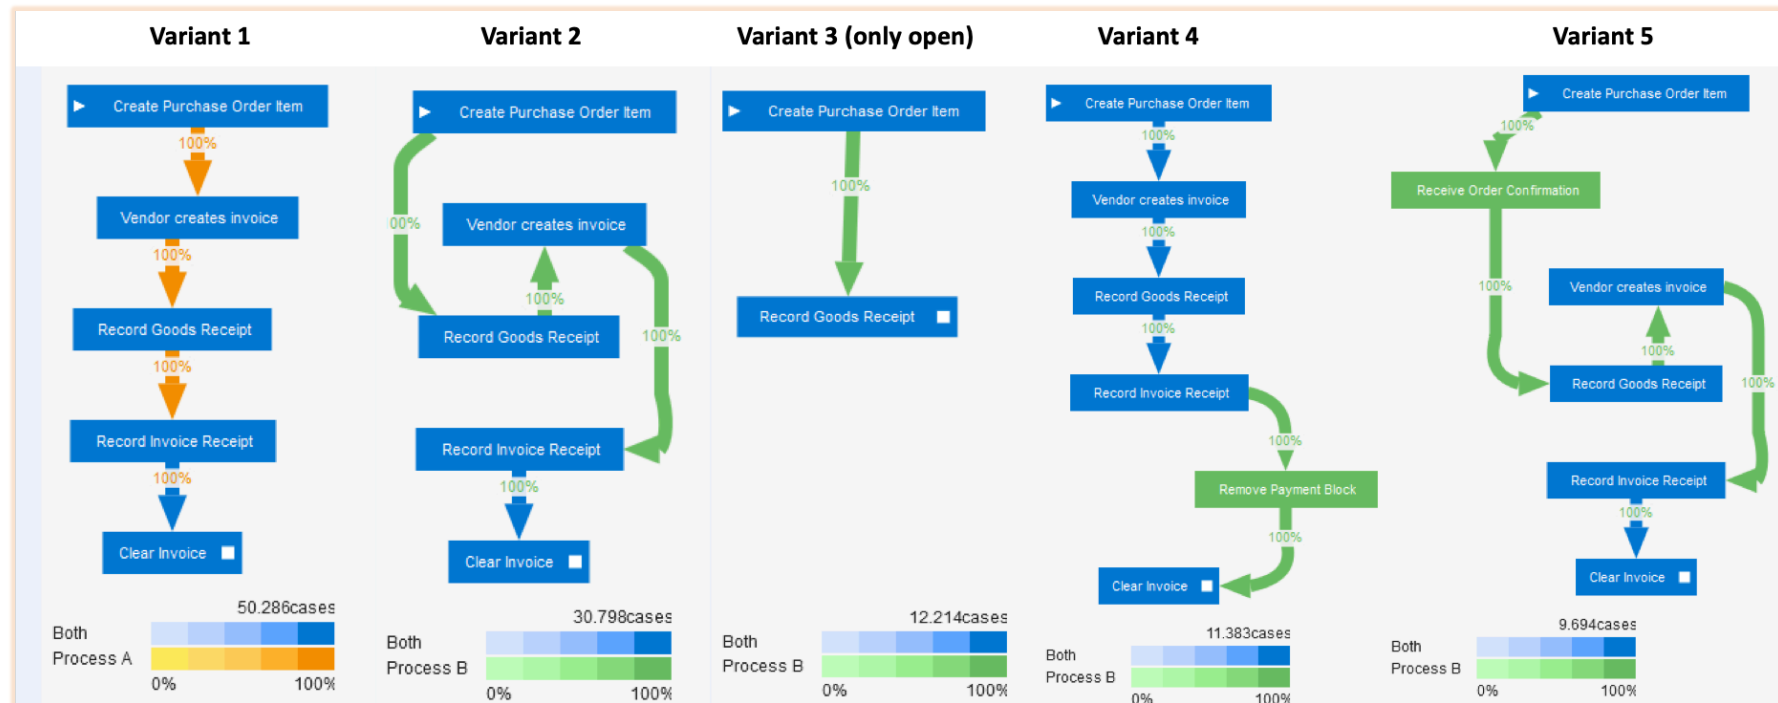 Variant 1
Create Purchase Order Item
100%
Vendor creates invoice
100%
Record Goods Receipt
100%
Record Invoice Receipt
100%
Clear Invoice
50.286cases
Both
Process A
0% 100%
Variant 2
Create Purchase Order Item
00%
Vendor creates invoice
100%
100%
Record Goods Receipt
Record Invoice Receipt
100%
Clear Invoice
30.798cases
Both
Process B
0% 100%
Variant 3 (only open)
Create Purchase Order Item
100%
Record Goods Receipt
12.214cases
Both
Process B
0% 100%
Variant 4
Create Purchase Order Item
100%
Vendor creates invoice
100%
Record Goods Receipt
100%
Record Invoice Receipt
100%
Remove Payment Block
100%
Clear Invoice
11.383cases
Both
Process B
0% 100%
Variant 5
Create Purchase Order Item
100%
Receive Order Confirmation
100%
Vendor creates invoice
100%
100%
Record Goods Receipt
Record Invoice Receipt
100%
Clear Invoice
9.694cases
Both
Process B
0% 100%